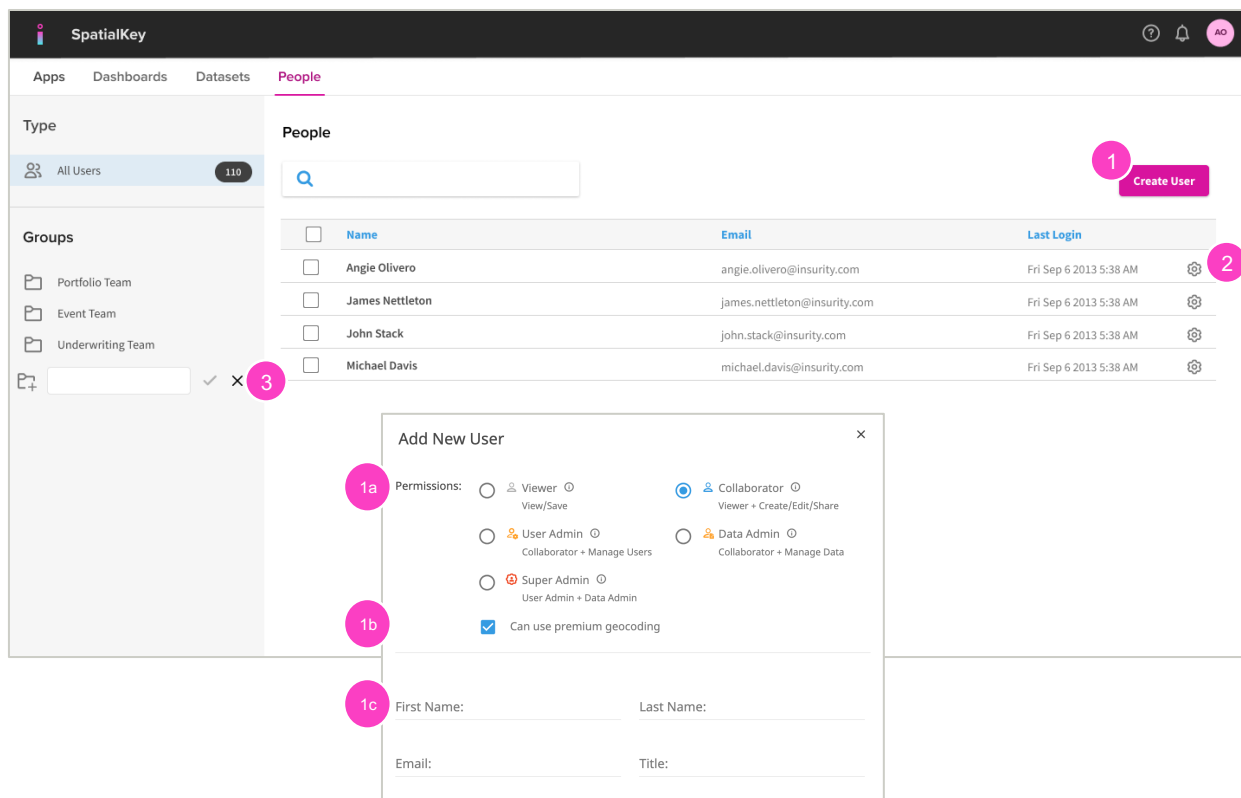 SpatialKey
AO
Apps Dashboards Datasets People
Type
All Users 110
Groups
Portfolio Team
Event Team
Underwriting Team
3
People
1
Create User
Name Email Last Login
Angie Olivero angie.olivero@insurity.com Fri Sep 6 2013 5:38 AM
2
James Nettleton james.nettleton@insurity.com Fri Sep 6 2013 5:38 AM
John Stack john.stack@insurity.com Fri Sep 6 2013 5:38 AM
Michael Davis michael.davis@insurity.com Fri Sep 6 2013 5:38 AM
Add New User
1a
Permissions:
Viewer
View/Save
Collaborator
Viewer + Create/Edit/Share
User Admin
Collaborator + Manage Users
Data Admin
Collaborator + Manage Data
Super Admin
User Admin + Data Admin
1b
Can use premium geocoding
1c
First Name: Last Name:
Email: Title: